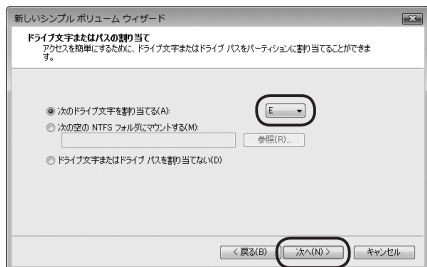 新しいシンプル ボリューム ウィザード
ドライブ文字またはパスの割り当て
アクセスを簡単にするために、ドライブ文字またはドライブ パスをパーティションに割り当てることができま
す。
次のドライブ文字を割り当てる(A):
E
次の空の NTFS フォルダにマウントする(M):
参照(R)...
ドライブ文字またはドライブ パスを割り当てない(D)
< 戻る(B)
次へ(N) >
キャンセル